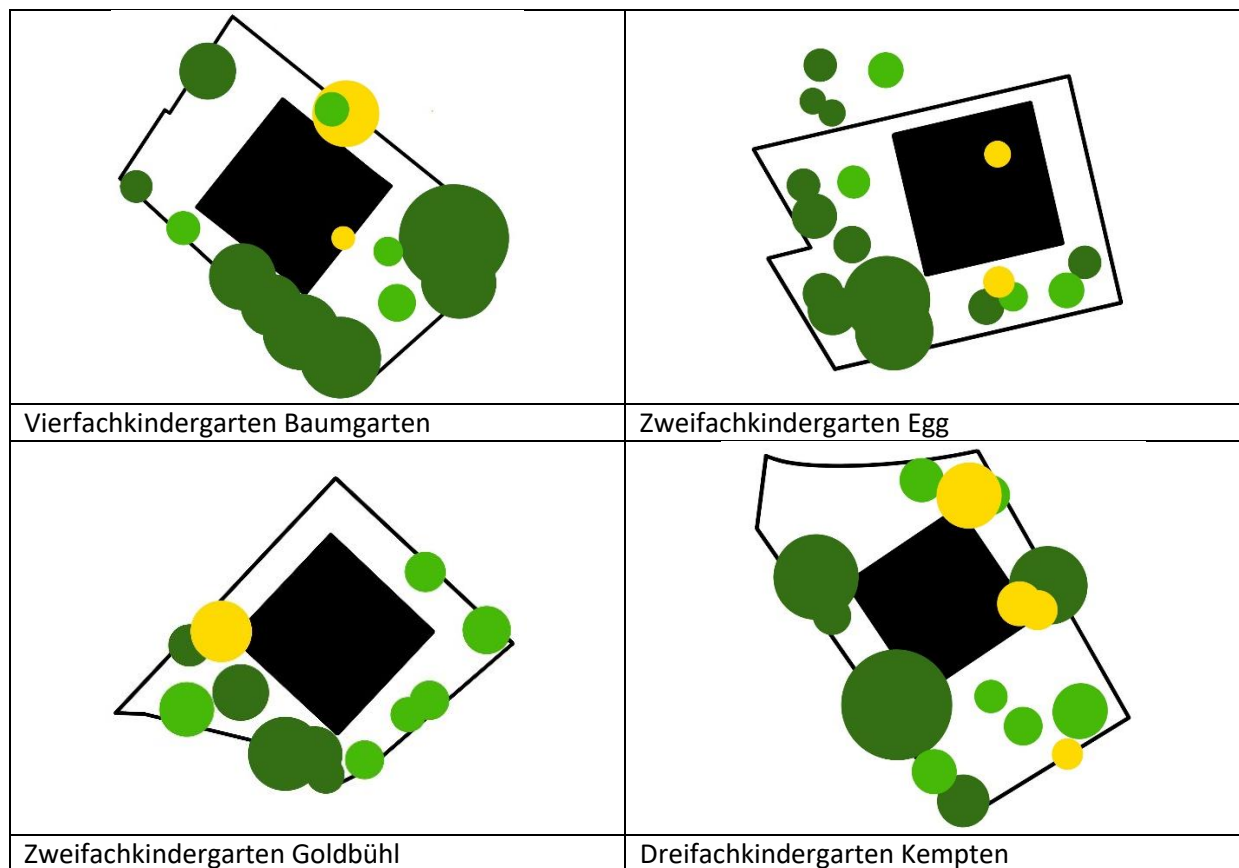 Vierfachkindergarten Baumgarten
Zweifachkindergarten Egg
Zweifachkindergarten Goldbühl
Dreifachkindergarten Kempten